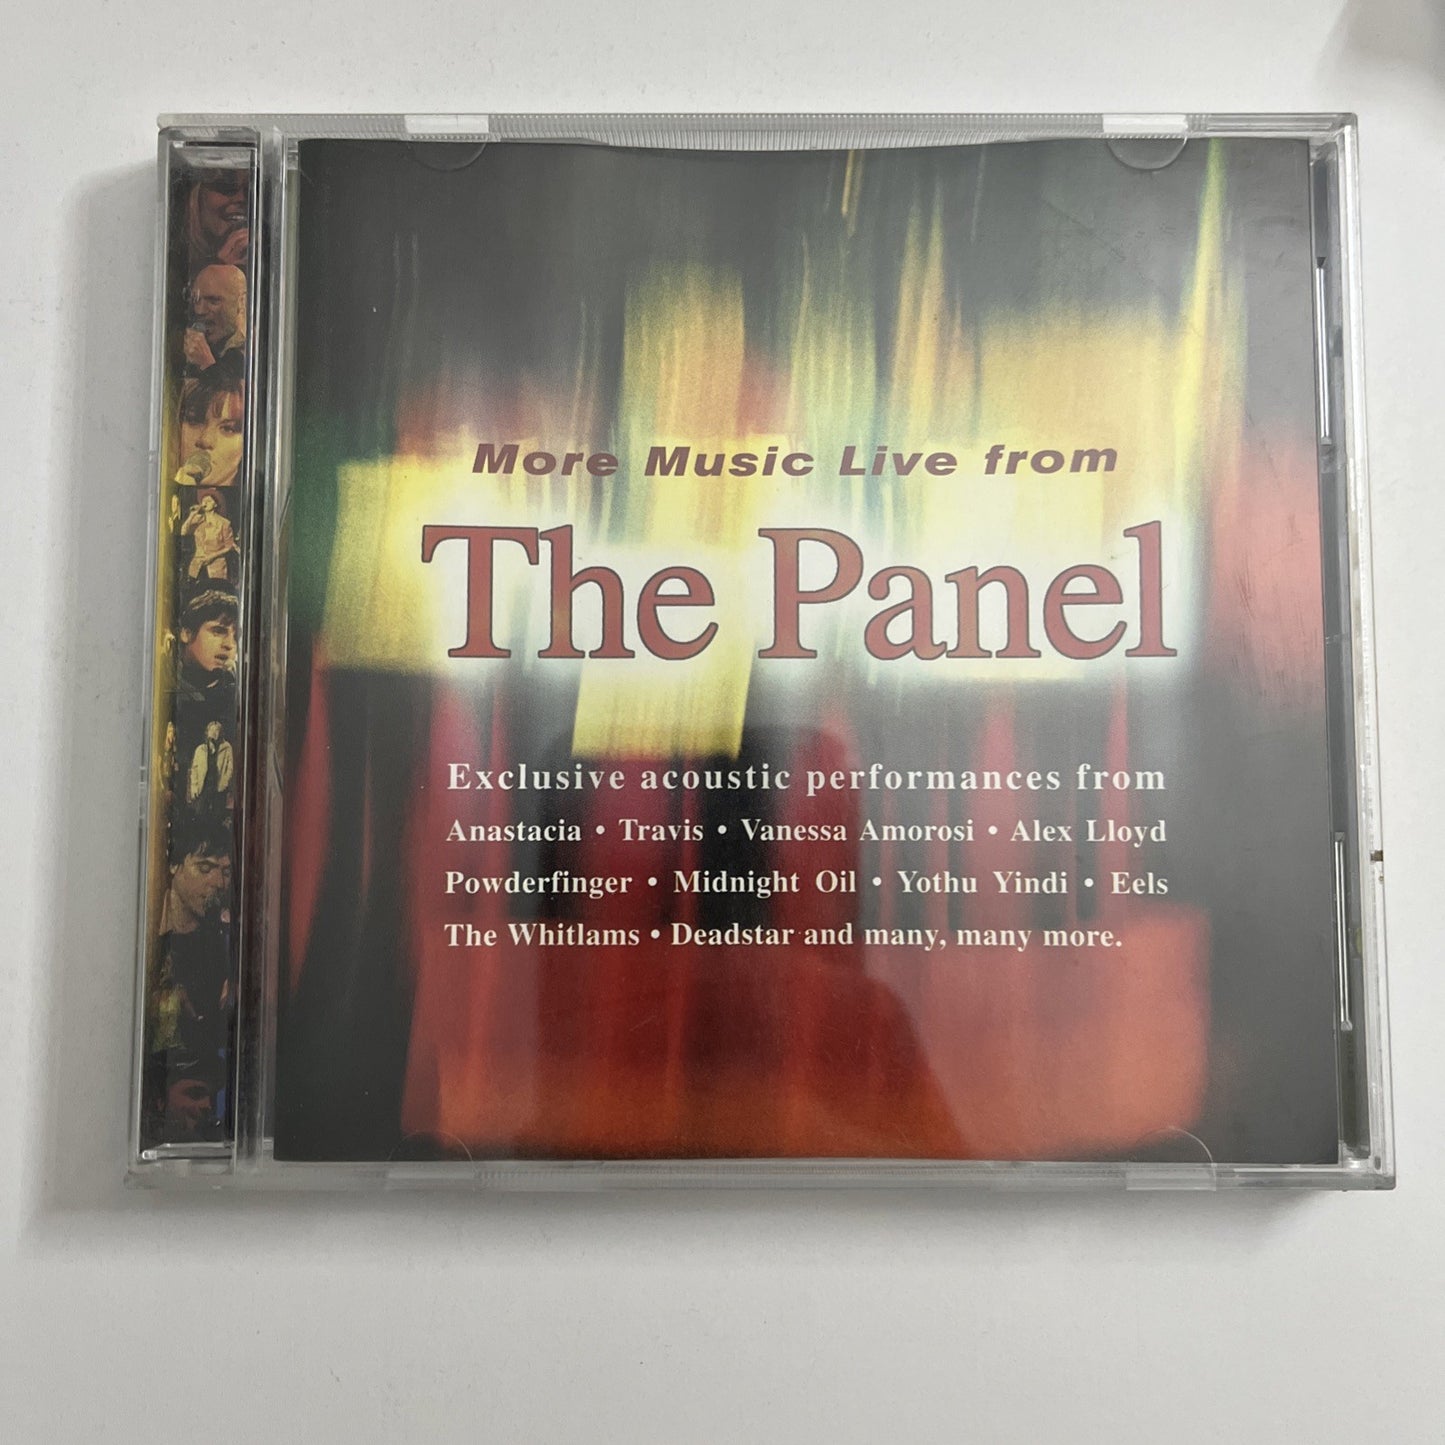 More Music Live from
The Panel
Exclusive acoustic performances from
Anastacia • Travis • Vanessa Amorosi • Alex Lloyd
Powderfinger • Midnight Oil • Yothu Yindi • Eels
The Whitlams • Deadstar and many, many more.